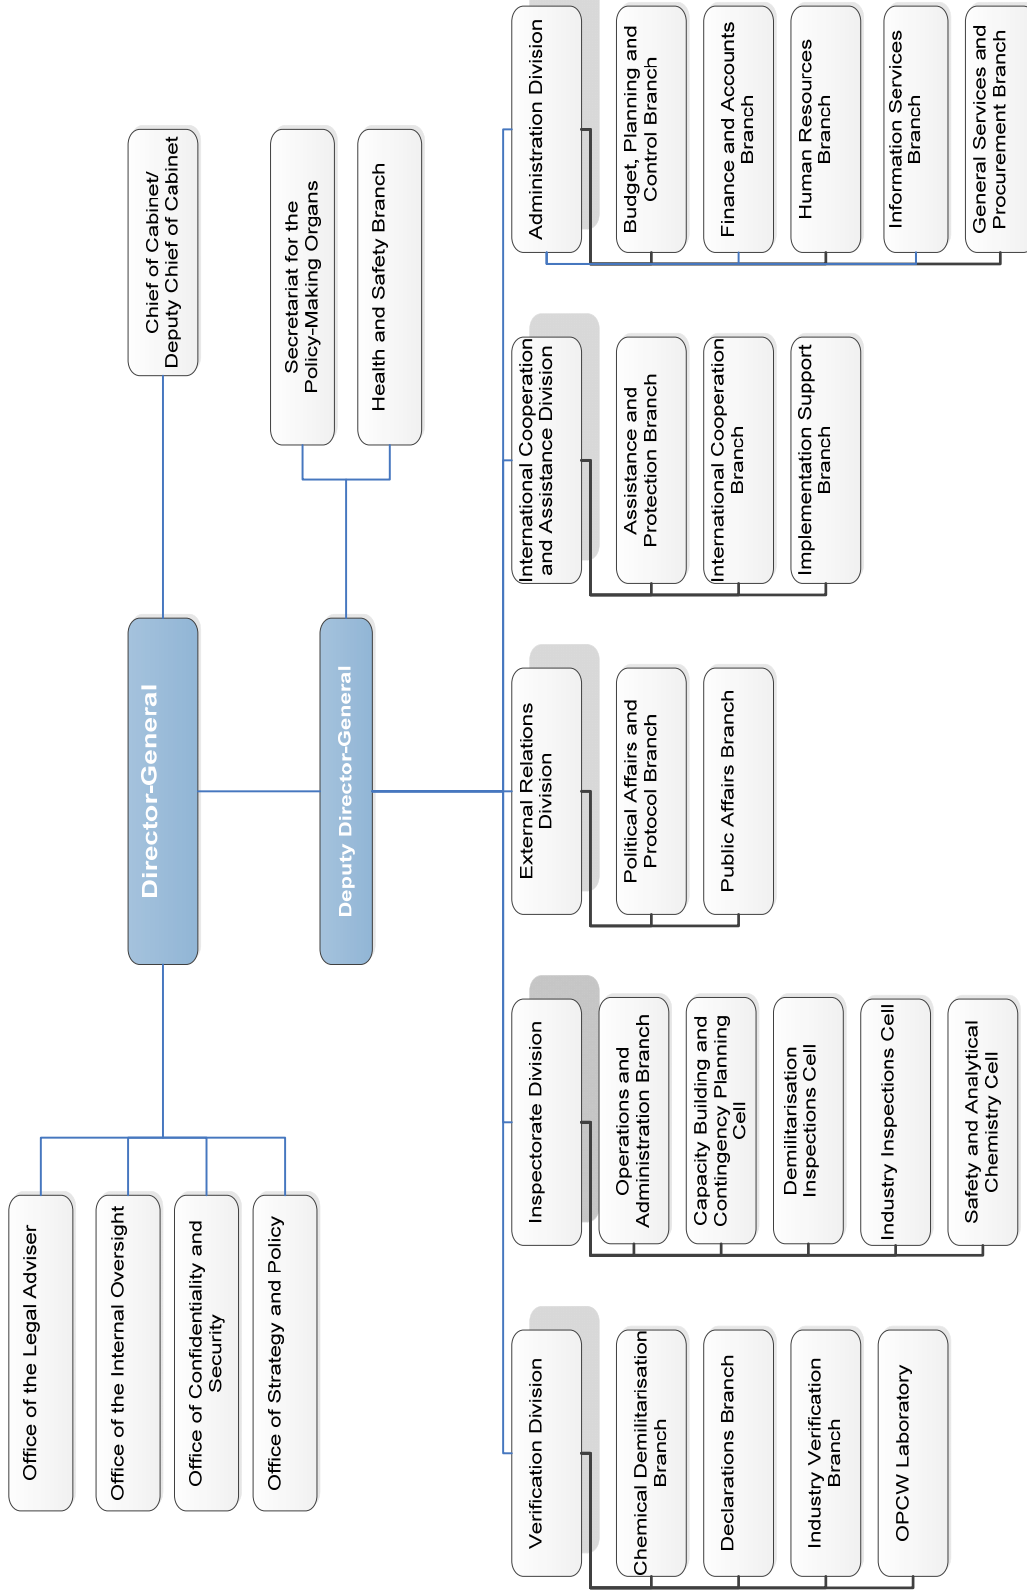 Office of the Legal Adviser
Office of the Internal Oversight
Office of Confidentiality and
Security
Office of Strategy and Policy
Director-General
Chief of Cabinet/
Deputy Chief of Cabinet
Deputy Director-General
Secretariat for the
Policy-Making Organs
Health and Safety Branch
Verification Division
Chemical Demilitarisation
Branch
Declarations Branch
Industry Verification
Branch
OPCW Laboratory
Inspectorate Division
Operations and
Administration Branch
Capacity Building and
Contingency Planning
Cell
Demilitarisation
Inspections Cell
Industry Inspections Cell
Safety and Analytical
Chemistry Cell
External Relations
Division
Political Affairs and
Protocol Branch
Public Affairs Branch
International Cooperation
and Assistance Division
Assistance and
Protection Branch
International Cooperation
Branch
Implementation Support
Branch
Administration Division
Budget, Planning and
Control Branch
Finance and Accounts
Branch
Human Resources
Branch
Information Services
Branch
General Services and
Procurement Branch